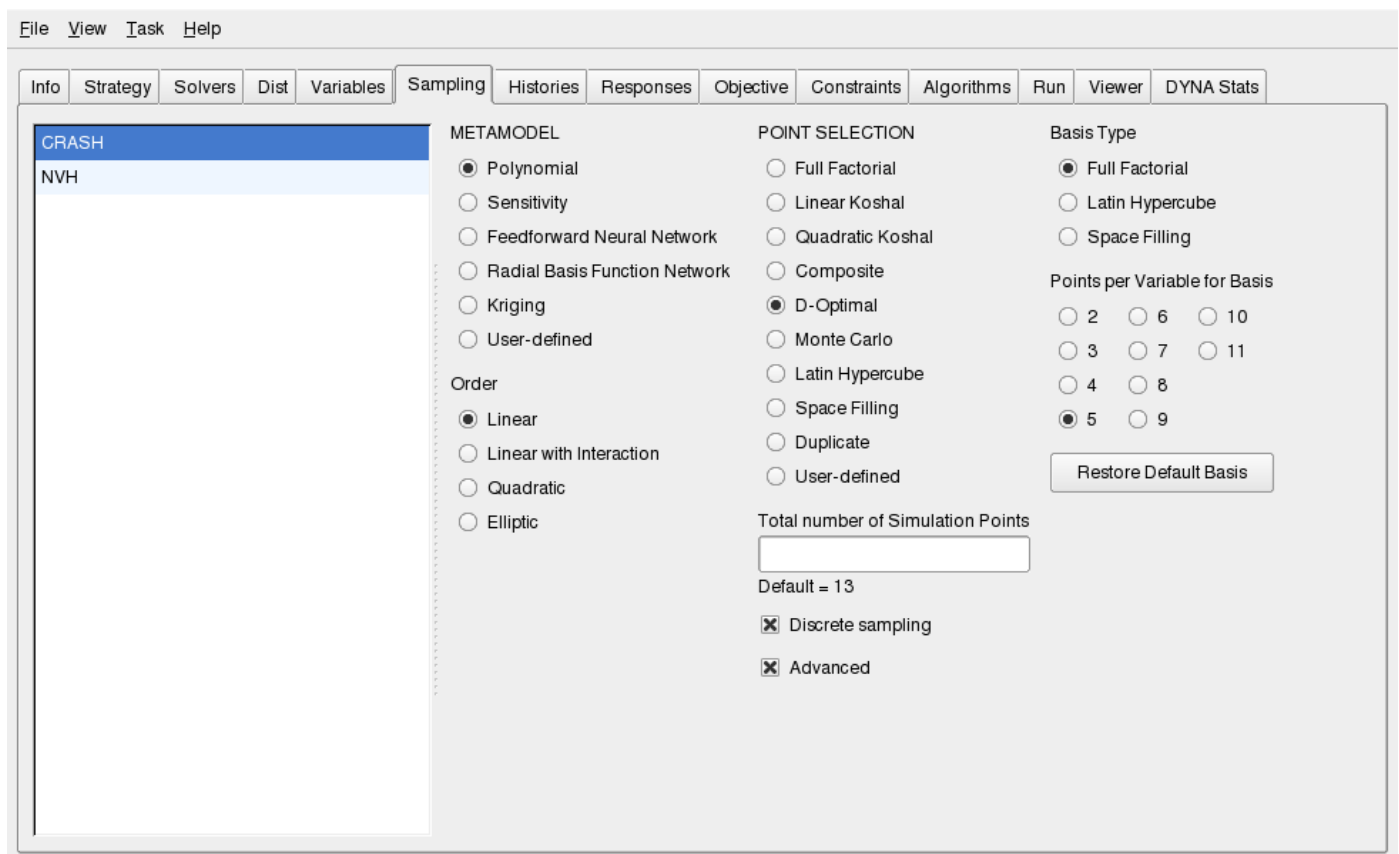 File View Task Help
Info Strategy Solvers Dist Variables Sampling Histories Responses Objective Constraints Algorithms Run Viewer DYNA Stats
CRASH
NVH
METAMODEL
Polynomial
Sensitivity
Feedforward Neural Network
Radial Basis Function Network
Kriging
User-defined
Order
Linear
Linear with Interaction
Quadratic
Elliptic
POINT SELECTION
Full Factorial
Linear Koshal
Quadratic Koshal
Composite
D-Optimal
Monte Carlo
Latin Hypercube
Space Filling
Duplicate
User-defined
Total number of Simulation Points
Default = 13
Discrete sampling
Advanced
Basis Type
Full Factorial
Latin Hypercube
Space Filling
Points per Variable for Basis
2 6 10
3 7 11
4 8
5 9
Restore Default Basis